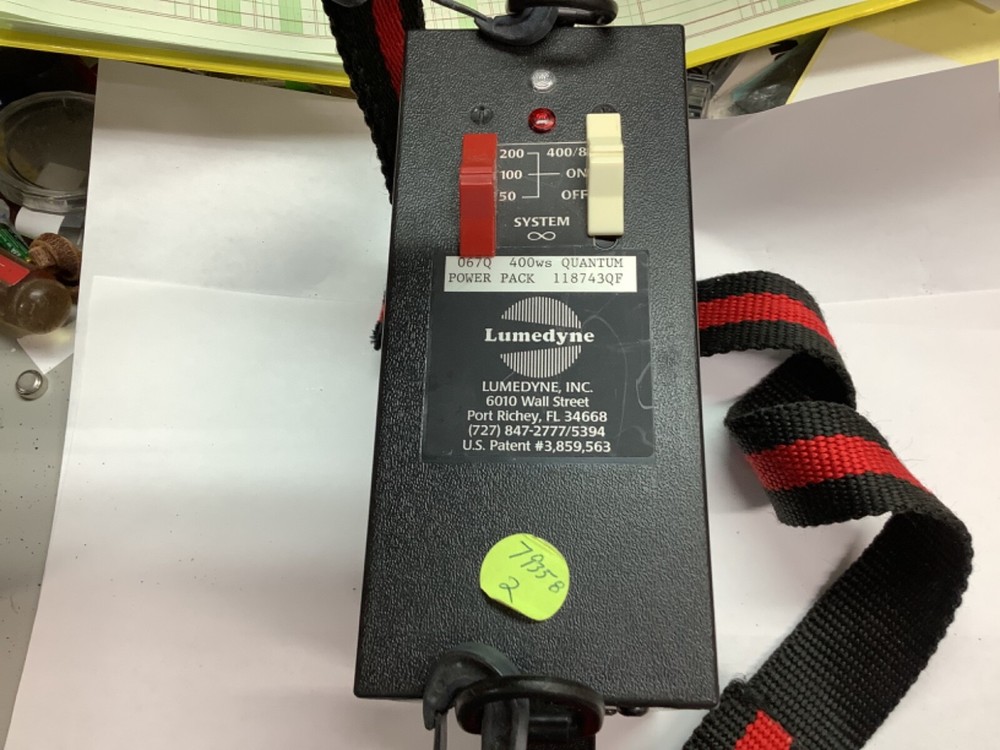 200 400/8
100 ON
50 OFF
SYSTEM
∞
067Q 400ws QUANTUM
POWER PACK 118743QF
Lumedyne
LUMEDYNE, INC.
6010 Wall Street
Port Richey, FL 34668
(727) 847-2777/5394
U.S. Patent #3,859,563
79358
2